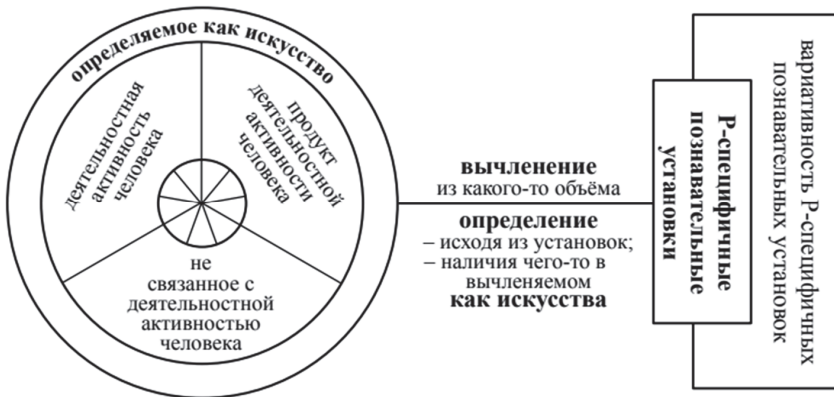 определяемое как искусство
деятельностная
активность
человека
продукт
деятельностной
активности
человека
не
связанное с
деятельностной
активностью
человека
вычленение
из какого-то объёма
определение
– исходя из установок;
– наличия чего-то в
вычленяемом
как искусства
Р-специфичные
познавательные
установки
вариативность Р-специфичных
познавательных установок